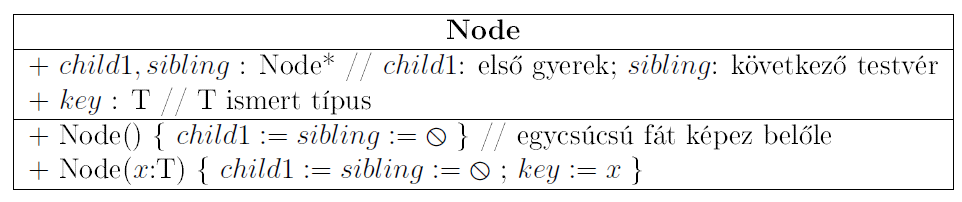 Node
+ child1, sibling : Node* // child1: első gyerek; sibling: következő testvér
+ key : T // T ismert típus
+ Node() { child1 := sibling := ⦸ } // egycsúcsú fát képez belőle
+ Node(x:T) { child1 := sibling := ⦸ ; key := x }